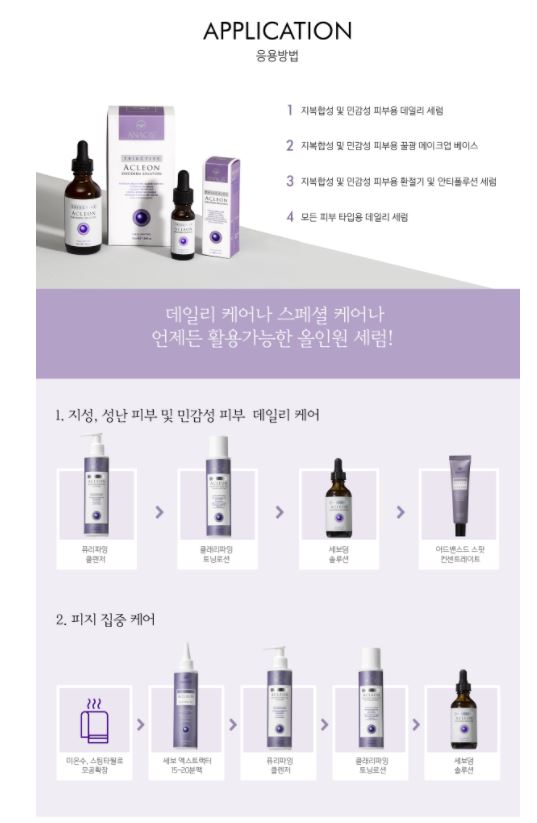 APPLICATION
응용방법
1 지복합성 및 민감성 피부용 데일리 세럼
2 지복합성 및 민감성 피부용 꿀광 메이크업 베이스
3 지복합성 및 민감성 피부용 환절기 및 안티폴루션 세럼
4 모든 피부 타입용 데일리 세럼
TRIACTIVE
ACLEON
SEBODERM SOLUTION
ACLEON
ACLEON
ACLEON
데일리 케어나 스페셜 케어나
언제든 활용가능한 올인원 세럼!
1. 지성, 성난 피부 및 민감성 피부 데일리 케어
퓨리파잉
클렌저
클래리파잉
토닝로션
세보덤
솔루션
어드밴스드 스팟
컨센트레이트
2. 피지 집중 케어
미온수, 스팀타월로
모공확장
세보 엑스트랙터
15~20분팩
퓨리파잉
클렌저
클래리파잉
토닝로션
세보덤
솔루션